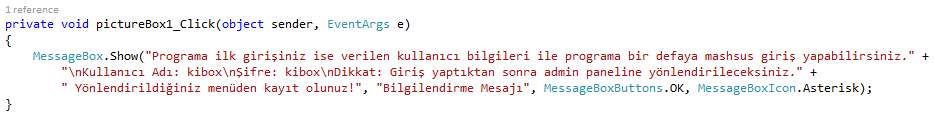 1 reference
private void pictureBox1_Click(object sender, EventArgs e)
{
MessageBox.Show("Programa ilk girişiniz ise verilen kullanıcı bilgileri ile programa bir defaya mashsus giriş yapabilirsiniz." +
"\nKullanıcı Adı: kibox\nŞifre: kibox\nDikkat: Giriş yaptıktan sonra admin paneline yönlendirileceksiniz." +
" Yönlendirildiğiniz menüden kayıt olunuz!", "Bilgilendirme Mesajı", MessageBoxButtons.OK, MessageBoxIcon.Asterisk);
}